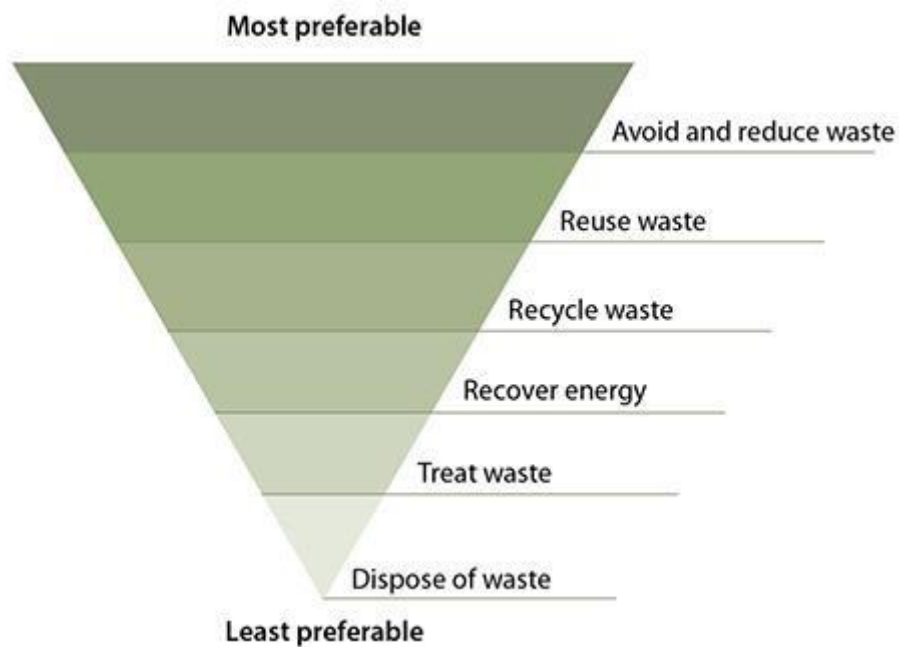 Most preferable
Avoid and reduce waste
Reuse waste
Recycle waste
Recover energy
Treat waste
Dispose of waste
Least preferable